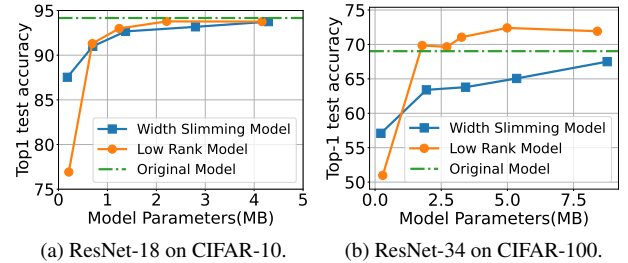 95
90
85
80
75
Top1 test accuracy
Width Slimming Model
Low Rank Model
Original Model
0 1 2 3 4 5
Model Parameters(MB)
(a) ResNet-18 on CIFAR-10.
75
70
65
60
55
50
Top-1 test accuracy
Width Slimming Model
Low Rank Model
Original Model
0.0 2.5 5.0 7.5
Model Parameters(MB)
(b) ResNet-34 on CIFAR-100.